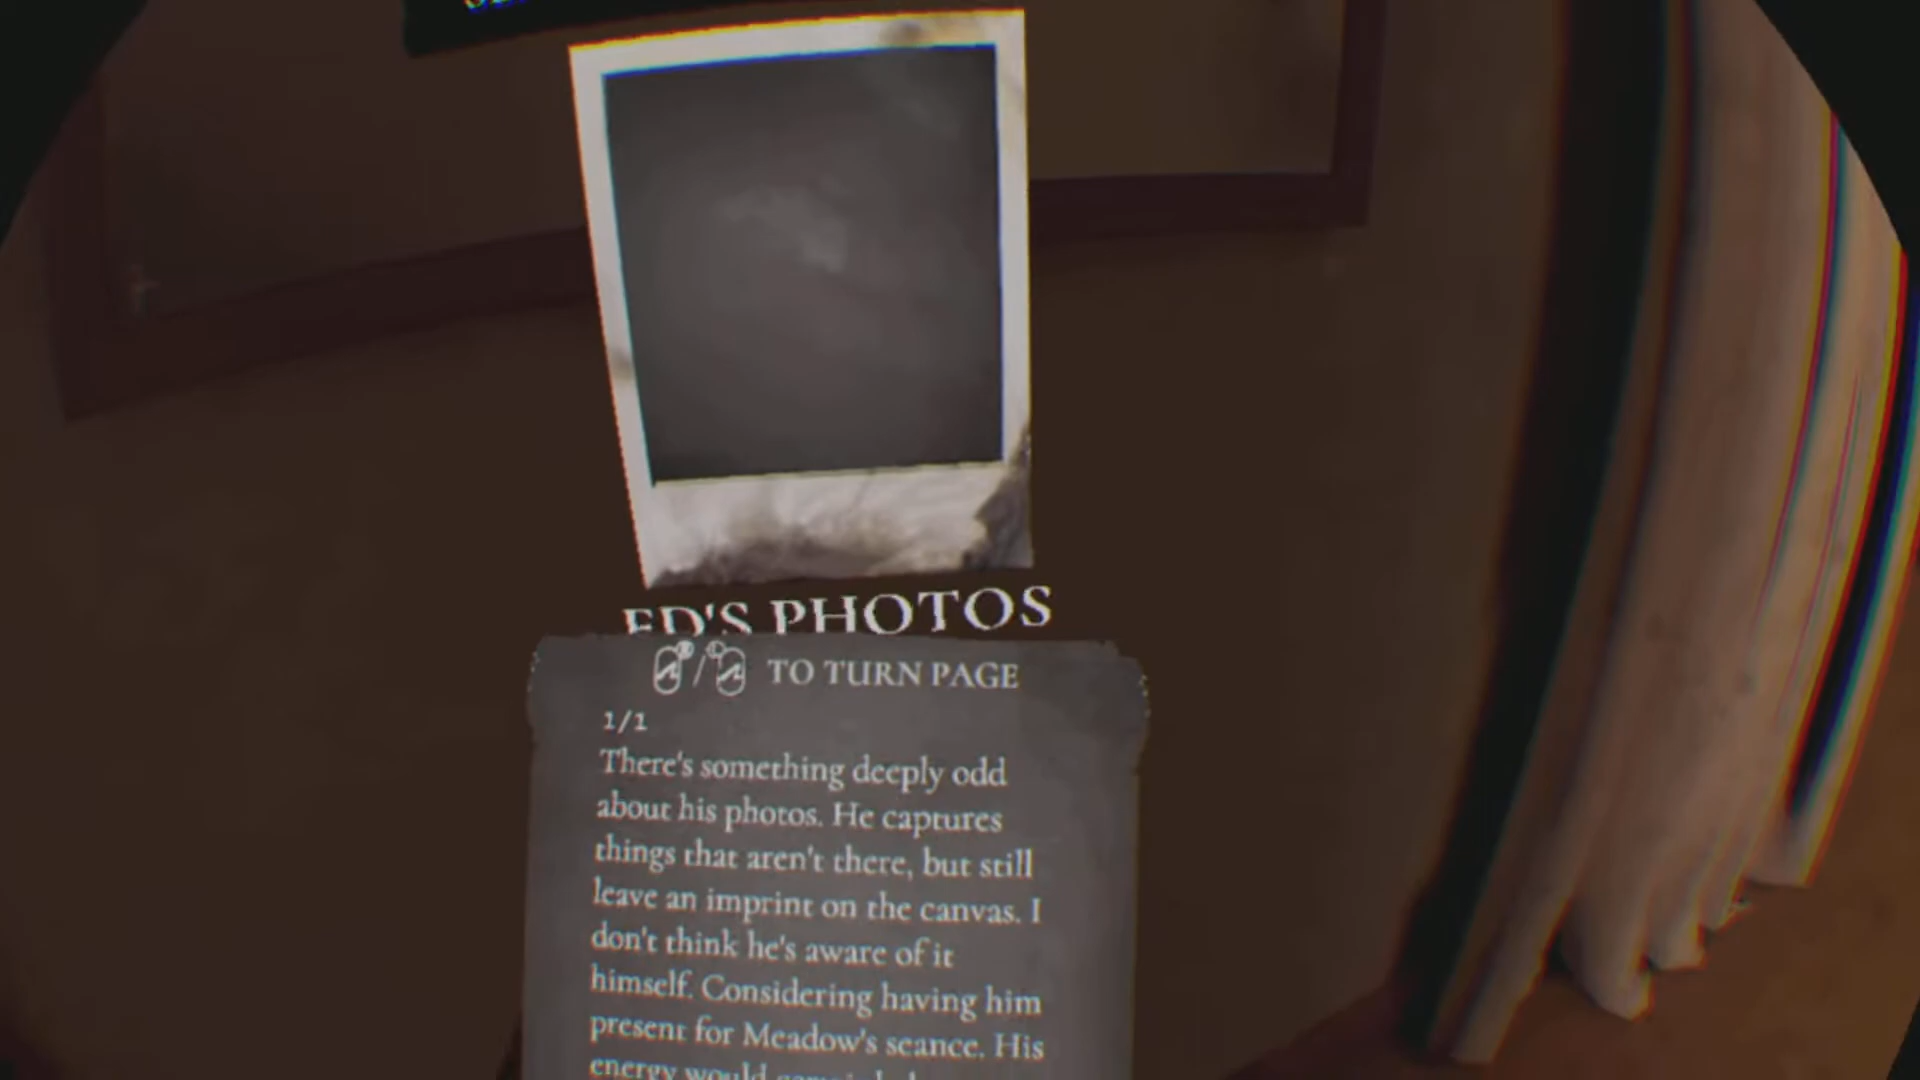 ED'S PHOTOS
/ TO TURN PAGE
1/1
There's something deeply odd
about his photos. He captures
things that aren't there, but still
leave an imprint on the canvas. I
don't think he's aware of it
himself. Considering having him
present for Meadow's seance. His
energy would